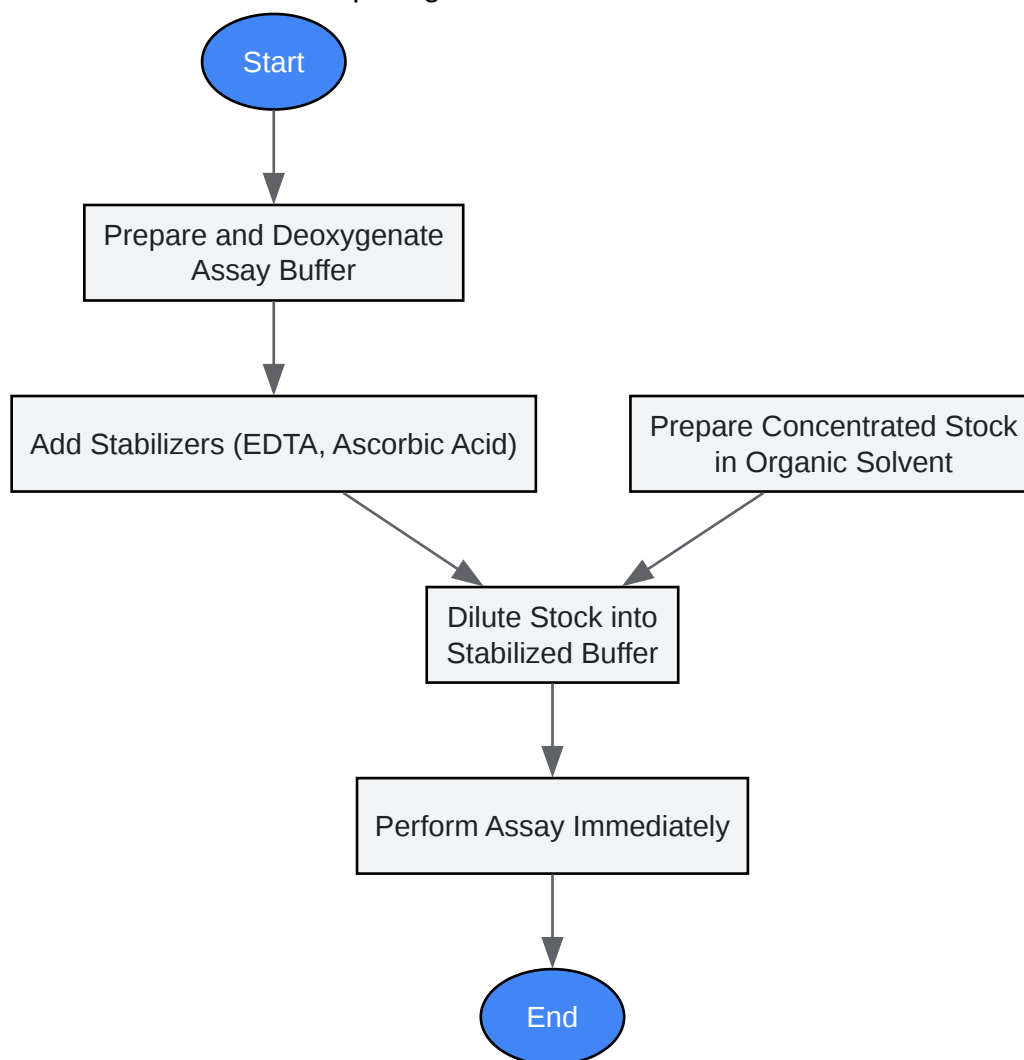 Start
Prepare and Deoxygenate
Assay Buffer
Add Stabilizers (EDTA, Ascorbic Acid)
Prepare Concentrated Stock
in Organic Solvent
Dilute Stock into
Stabilized Buffer
Perform Assay Immediately
End